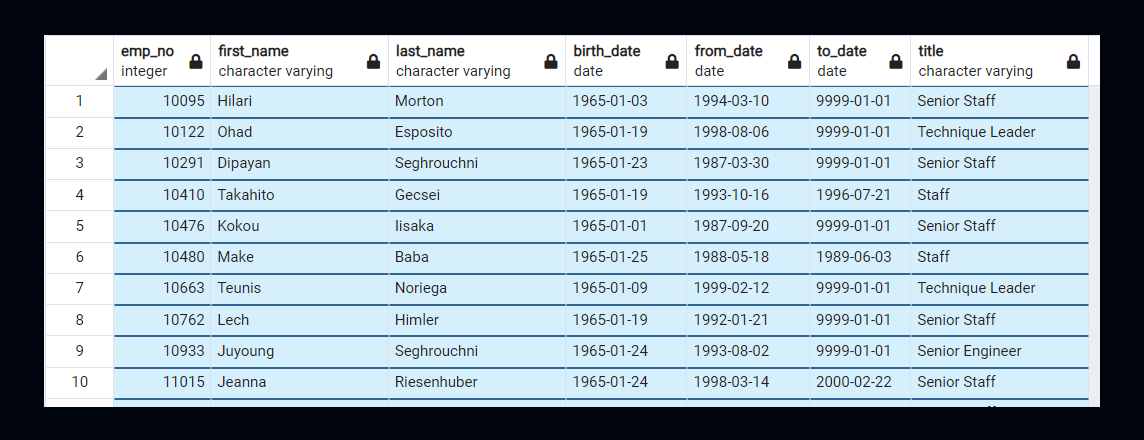 emp_no first_name last_name birth_date from_date to_date title
integer character varying character varying date date date character varying
1 10095 Hilari Morton 1965-01-03 1994-03-10 9999-01-01 Senior Staff
2 10122 Ohad Esposito 1965-01-19 1998-08-06 9999-01-01 Technique Leader
3 10291 Dipayan Seghrouchni 1965-01-23 1987-03-30 9999-01-01 Senior Staff
4 10410 Takahito Gecsei 1965-01-19 1993-10-16 1996-07-21 Staff
5 10476 Kokou Iisaka 1965-01-01 1987-09-20 9999-01-01 Senior Staff
6 10480 Make Baba 1965-01-25 1988-05-18 1989-06-03 Staff
7 10663 Teunis Noriega 1965-01-09 1999-02-12 9999-01-01 Technique Leader
8 10762 Lech Himler 1965-01-19 1992-01-21 9999-01-01 Senior Staff
9 10933 Juyoung Seghrouchni 1965-01-24 1993-08-02 9999-01-01 Senior Engineer
10 11015 Jeanna Riesenhuber 1965-01-24 1998-03-14 2000-02-22 Senior Staff